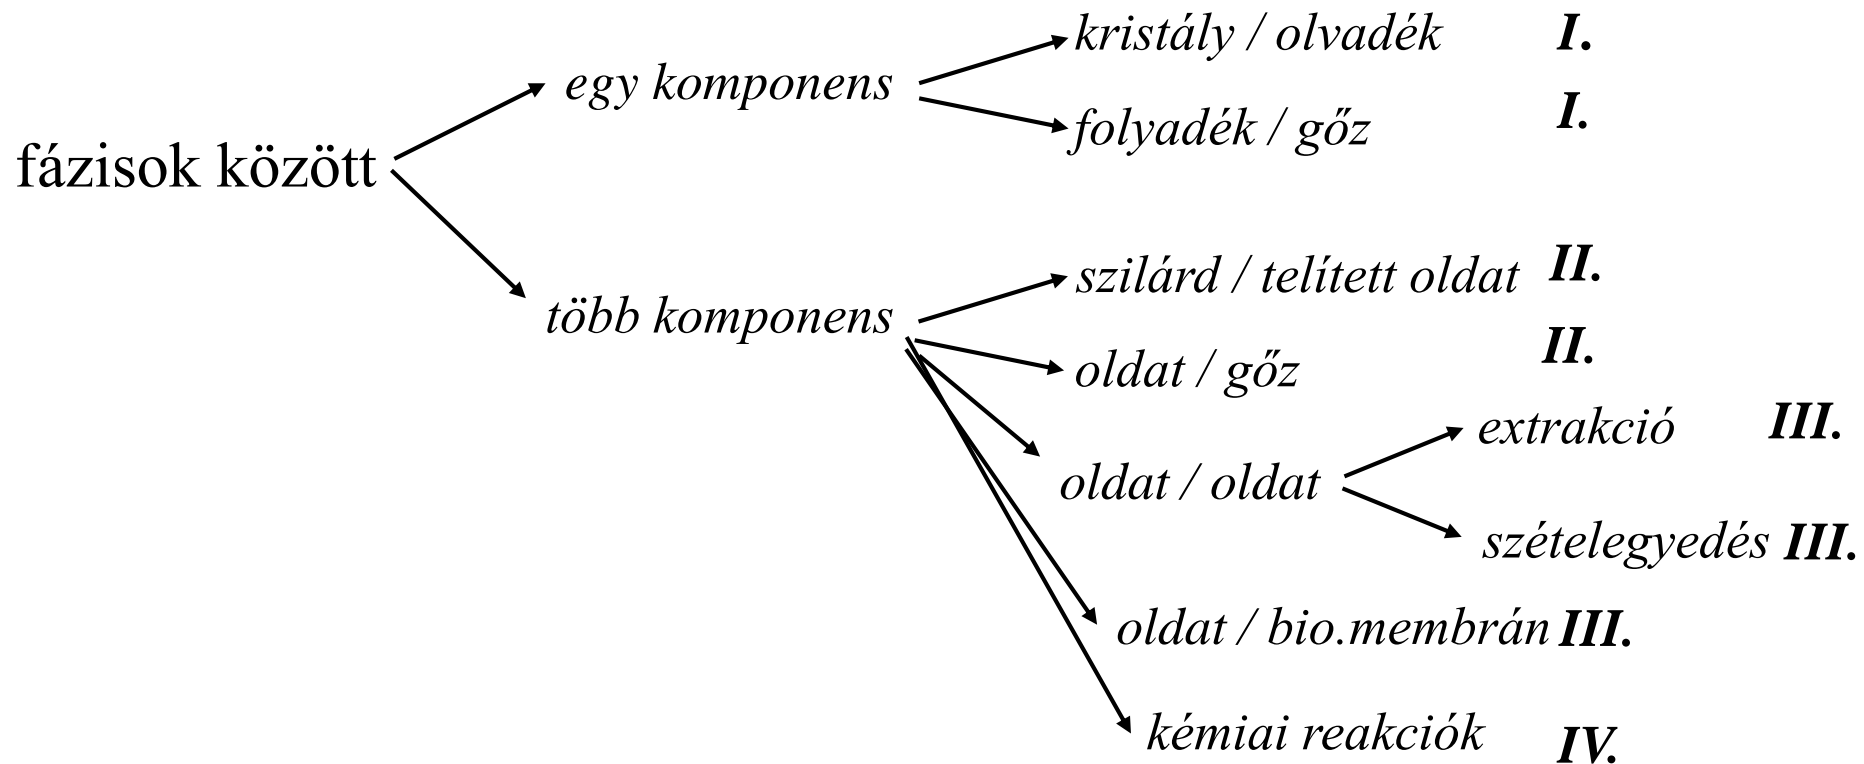 kristály / olvadék I.
egy komponens
folyadék / gőz I.
fázisok között
szilárd / telített oldat II.
több komponens
oldat / gőz II.
extrakció III.
oldat / oldat
szételegyedés III.
oldat / bio.membrán III.
kémiai reakciók IV.